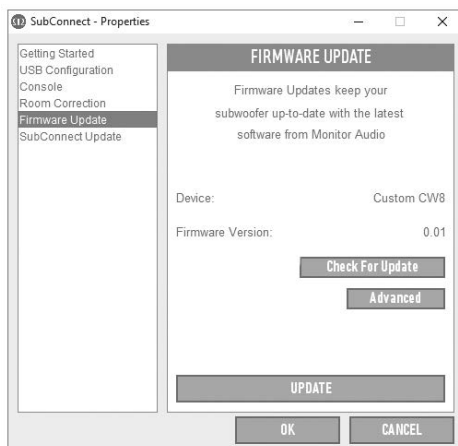 SubConnect - Properties
Getting Started
USB Configuration
Console
Room Correction
Firmware Update
SubConnect Update
FIRMWARE UPDATE
Firmware Updates keep your
subwoofer up-to-date with the latest
software from Monitor Audio
Device: Custom CW8
Firmware Version: 0.01
Check For Update
Advanced
UPDATE
OK CANCEL